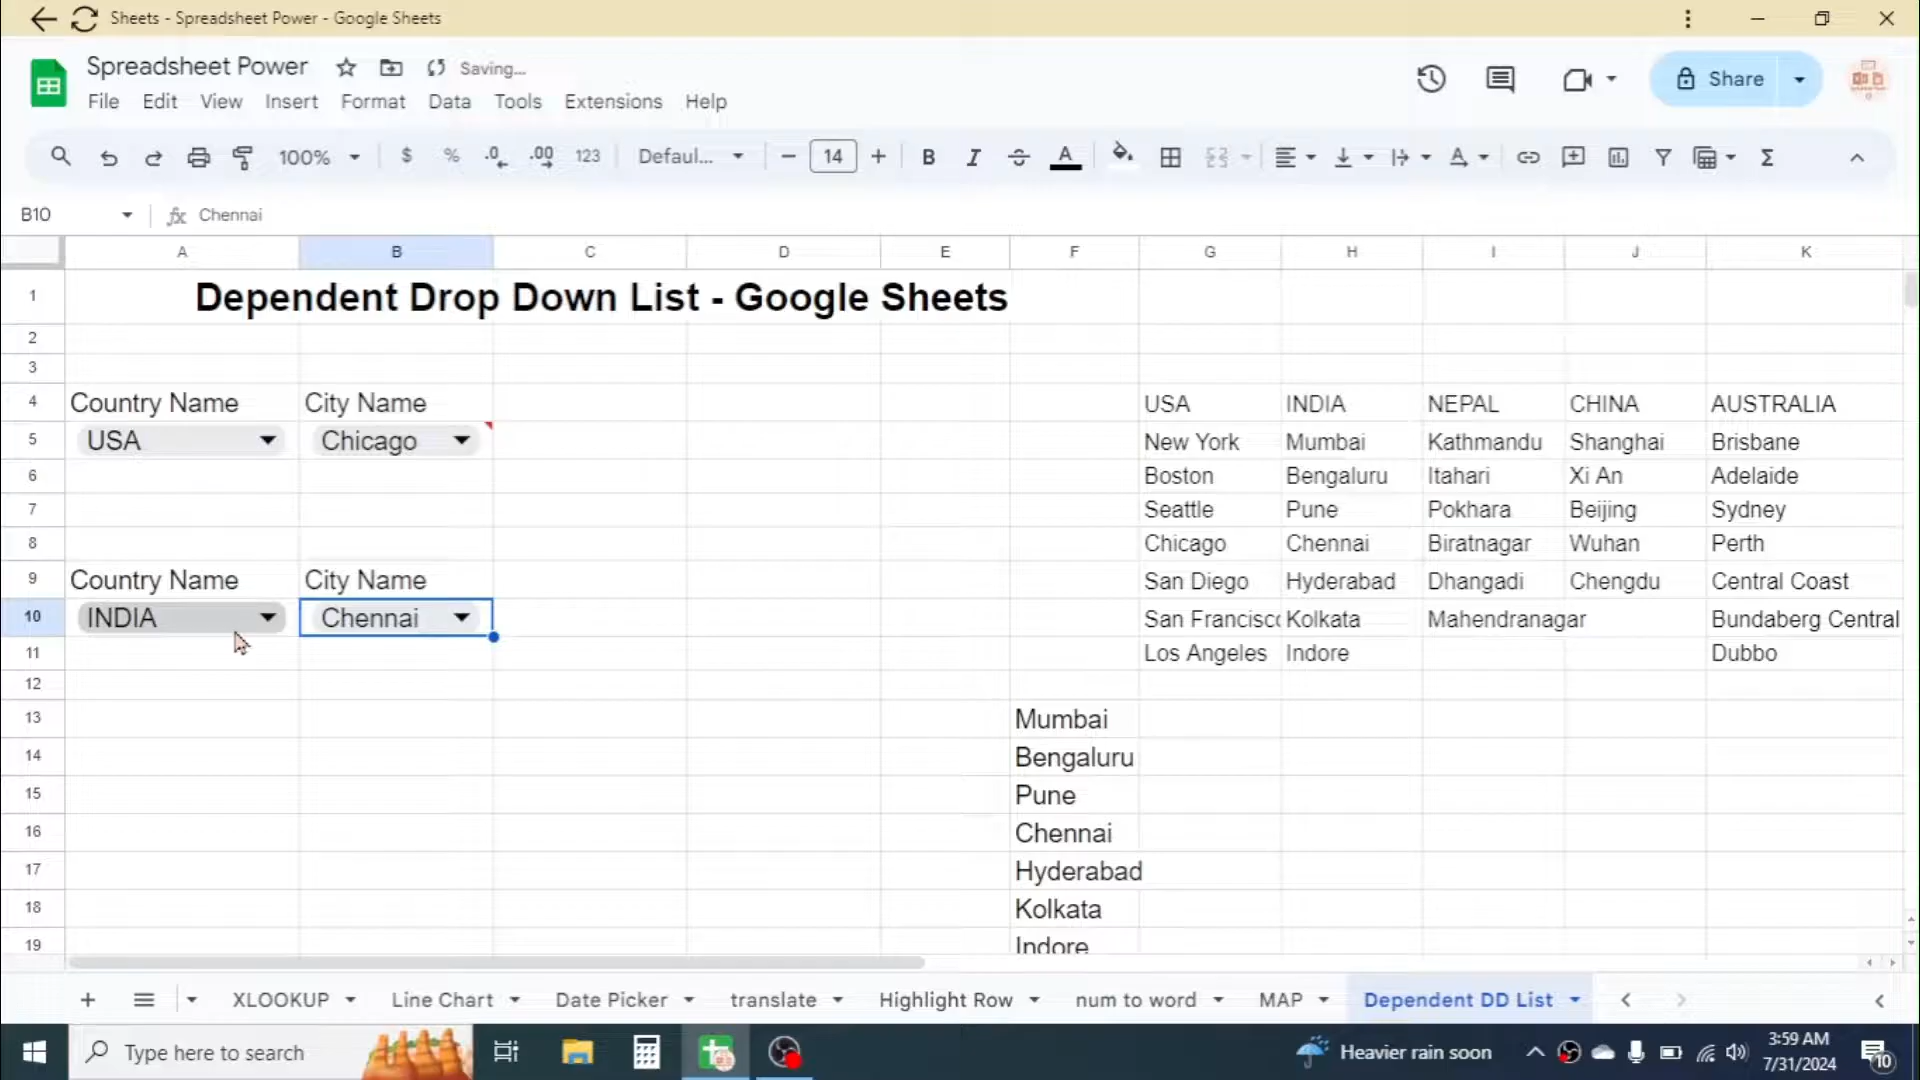 Sheets - Spreadsheet Power - Google Sheets
Spreadsheet Power Saving...
File Edit View Insert Format Data Tools Extensions Help
Share
100% $ % .0 .00 123 Defaul... 14 B I A Σ
B10 fx Chennai
A B C D E F G H I J K
1 Dependent Drop Down List - Google Sheets
2
3
4 Country Name City Name USA INDIA NEPAL CHINA AUSTRALIA
5 USA Chicago New York Mumbai Kathmandu Shanghai Brisbane
6 Boston Bengaluru Itahari Xi An Adelaide
7 Seattle Pune Pokhara Beijing Sydney
8 Chicago Chennai Biratnagar Wuhan Perth
9 Country Name City Name San Diego Hyderabad Dhangadi Chengdu Central Coast
10 INDIA Chennai San Francisco Kolkata Mahendranagar Bundaberg Central
11 Los Angeles Indore Dubbo
12
13 Mumbai
14 Bengaluru
15 Pune
16 Chennai
17 Hyderabad
18 Kolkata
19 Indore
+ XLOOKUP Line Chart Date Picker translate Highlight Row num to word MAP Dependent DD List
Type here to search Heavier rain soon 3:59 AM
7/31/2024 10